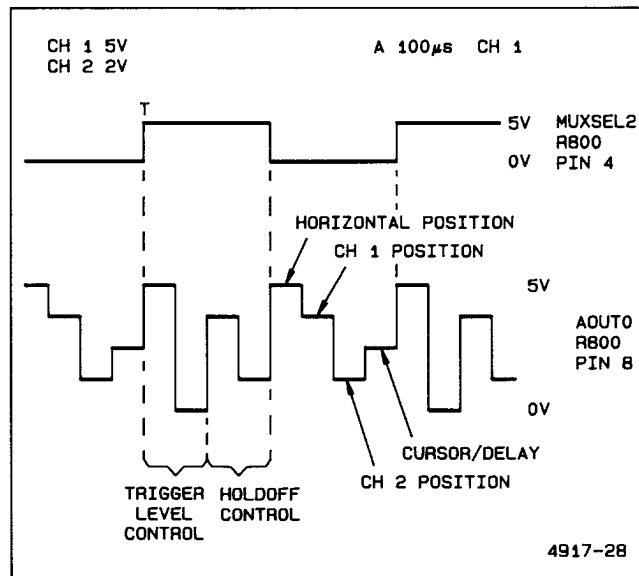 CH 1 5V
CH 2 2V
A 100µs CH 1
T
5V
0V
MUXSEL2
R800
PIN 4
HORIZONTAL POSITION
CH 1 POSITION
5V
0V
AOUTO
R800
PIN 8
CURSOR/DELAY
CH 2 POSITION
TRIGGER
LEVEL
CONTROL
HOLDOFF
CONTROL
4917-28